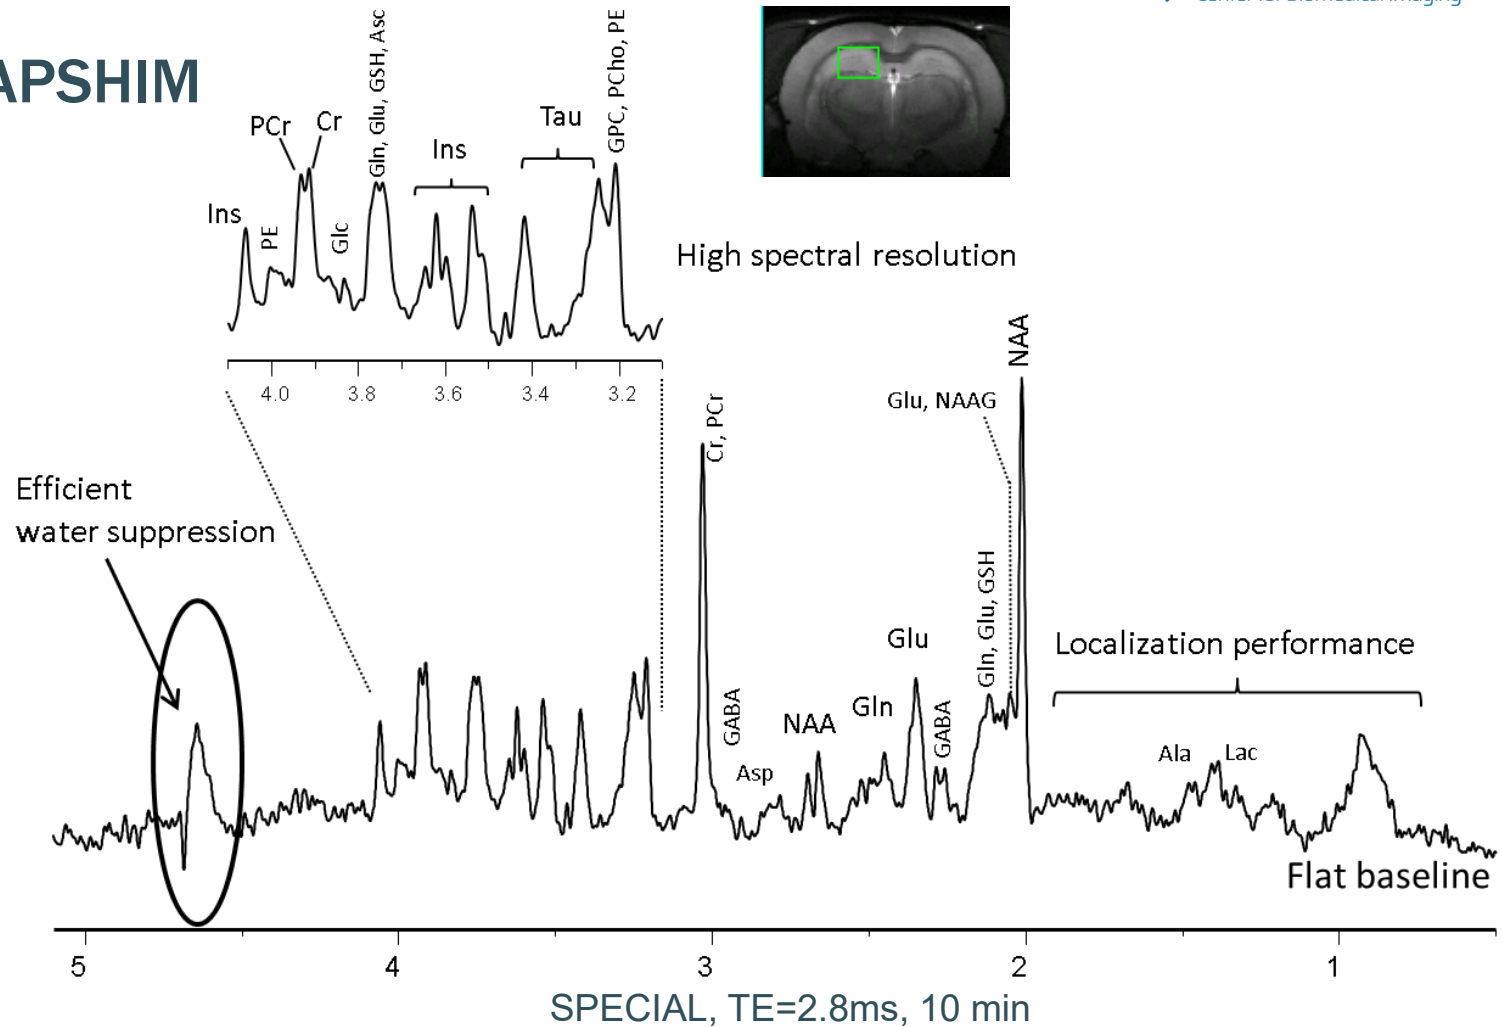 APSHIM
PCr
Cr
Gln, Glu, GSH, Asc
Ins
Tau
GPC, PCho, PE
Ins
PE
Glc
High spectral resolution
4.0 3.8 3.6 3.4 3.2
NAA
Glu, NAAG
Cr, PCr
Efficient
water suppression
Gln, Glu, GSH
Glu
Localization performance
GABA
NAA
Gln
GABA
Asp
Ala
Lac
Flat baseline
5 4 3 2 1
SPECIAL, TE=2.8ms, 10 min